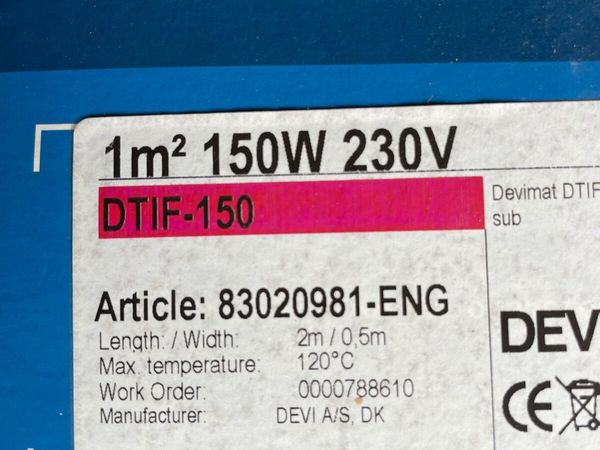 1m² 150W 230V
DTIF-150
Devimat DTIF
sub
Article: 83020981-ENG
Length: / Width: 2m / 0,5m
Max. temperature: 120°C
Work Order: 0000788610
Manufacturer: DEVI A/S, DK
DEV
CE